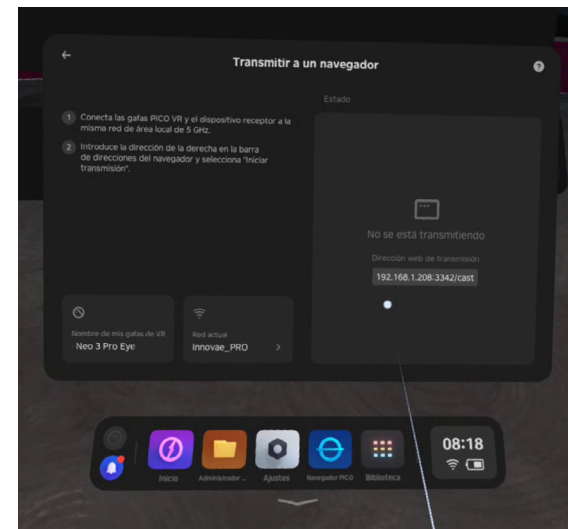 Transmitir a un navegador
Estado
1 Conecta las gafas PICO VR y el dispositivo receptor a la
misma red de área local de 5 GHz.
2 Introduce la dirección de la derecha en la barra
de direcciones del navegador y selecciona "Iniciar
transmisión".
No se está transmitiendo
Dirección web de transmisión
192.168.1.208:3342/cast
Nombre de mis gafas de VR
Neo 3 Pro Eye
Red actual
Innovae_PRO
08:18
Inicio
Administrador ..
Ajustes
Navegador PICO
Biblioteca